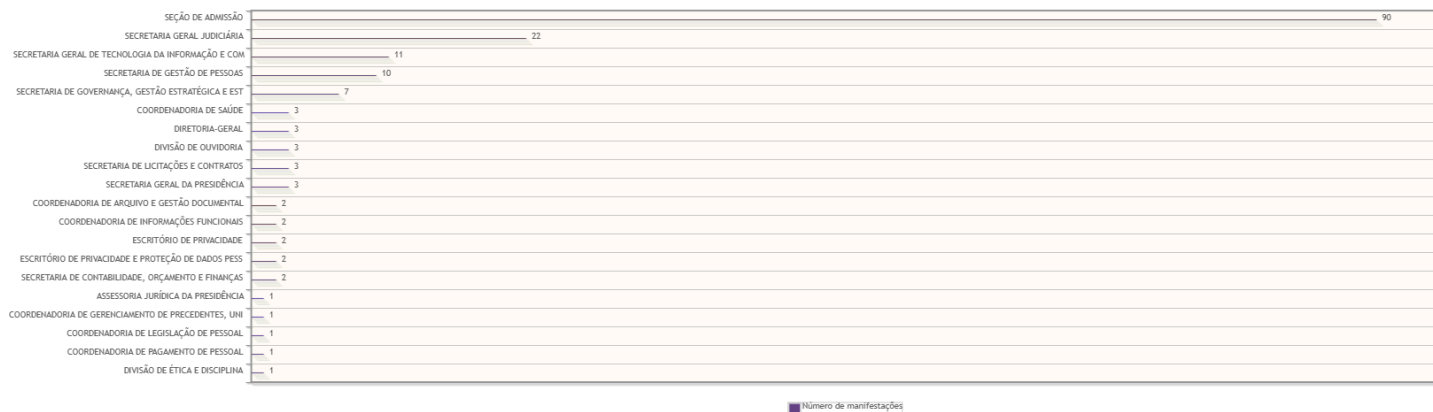 SEÇÃO DE ADMISSÃO 90
SECRETARIA GERAL JUDICIÁRIA 22
SECRETARIA GERAL DE TECNOLOGIA DA INFORMAÇÃO E COM 11
SECRETARIA DE GESTÃO DE PESSOAS 10
SECRETARIA DE GOVERNANÇA, GESTÃO ESTRATÉGICA E EST 7
COORDENADORIA DE SAÚDE 3
DIRETORIA-GERAL 3
DIVISÃO DE OUVIDORIA 3
SECRETARIA DE LICITAÇÕES E CONTRATOS 3
SECRETARIA GERAL DA PRESIDÊNCIA 3
COORDENADORIA DE ARQUIVO E GESTÃO DOCUMENTAL 2
COORDENADORIA DE INFORMAÇÕES FUNCIONAIS 2
ESCRITÓRIO DE PRIVACIDADE 2
ESCRITÓRIO DE PRIVACIDADE E PROTEÇÃO DE DADOS PESS 2
SECRETARIA DE CONTABILIDADE, ORÇAMENTO E FINANÇAS 2
ASSESSORIA JURÍDICA DA PRESIDÊNCIA 1
COORDENADORIA DE GERENCIAMENTO DE PRECEDENTES, UNI 1
COORDENADORIA DE LEGISLAÇÃO DE PESSOAL 1
COORDENADORIA DE PAGAMENTO DE PESSOAL 1
DIVISÃO DE ÉTICA E DISCIPLINA 1
Número de manifestações